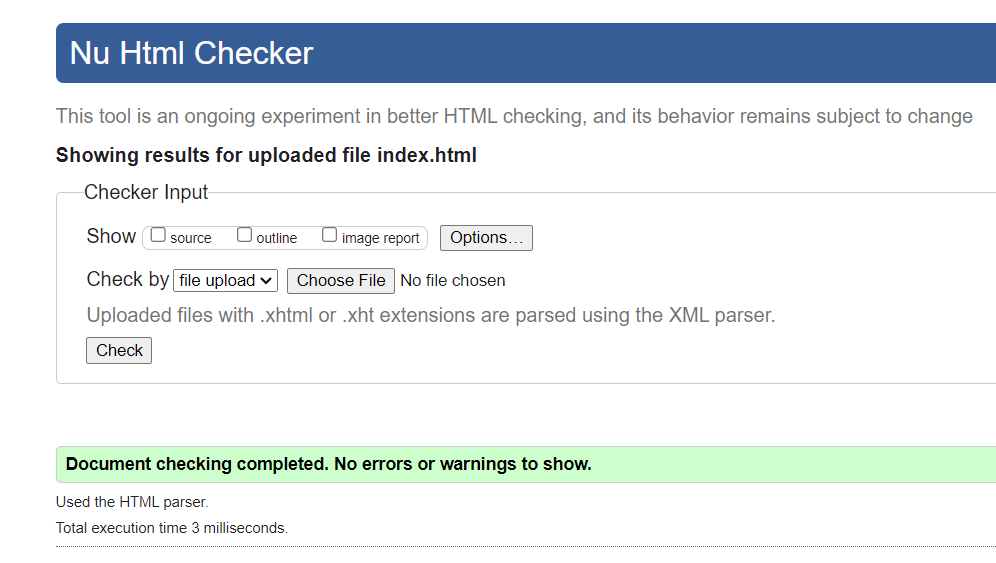 Nu Html Checker
This tool is an ongoing experiment in better HTML checking, and its behavior remains subject to change
Showing results for uploaded file index.html
Checker Input
Show source outline image report Options...
Check by file upload Choose File No file chosen
Uploaded files with .xhtml or .xht extensions are parsed using the XML parser.
Check
Document checking completed. No errors or warnings to show.
Used the HTML parser.
Total execution time 3 milliseconds.